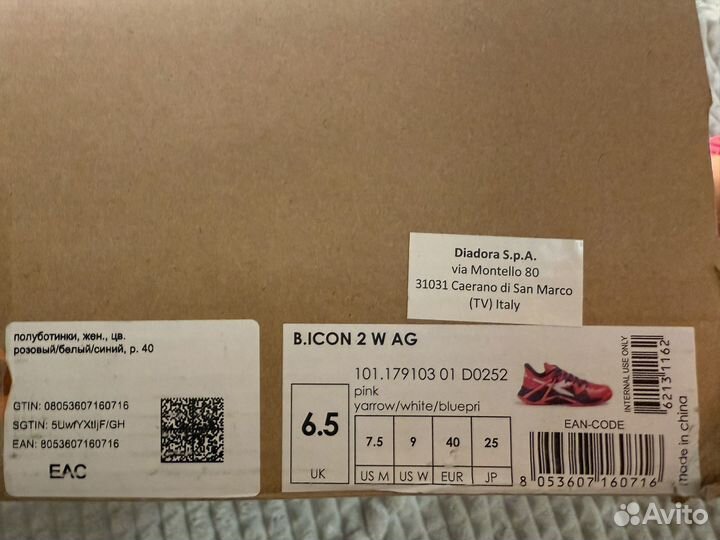 Diadora S.p.A.
via Montello 80
31031 Caerano di San Marco
(TV) Italy
полуботинки, жен., цв.
розовый/белый/синий, р. 40
GTIN: 08053607160716
SGTIN: 5UwfYXtIjF/GH
EAN: 8053607160716
EAC
B.ICON 2 W AG
101.179103 01 D0252
pink
yarrow/white/bluepri
6.5
UK
7.5
US M
9
US W
40
EUR
25
JP
EAN-CODE
8 053607 160716
INTERNAL USE ONLY
6213 1162
made in china
Avito